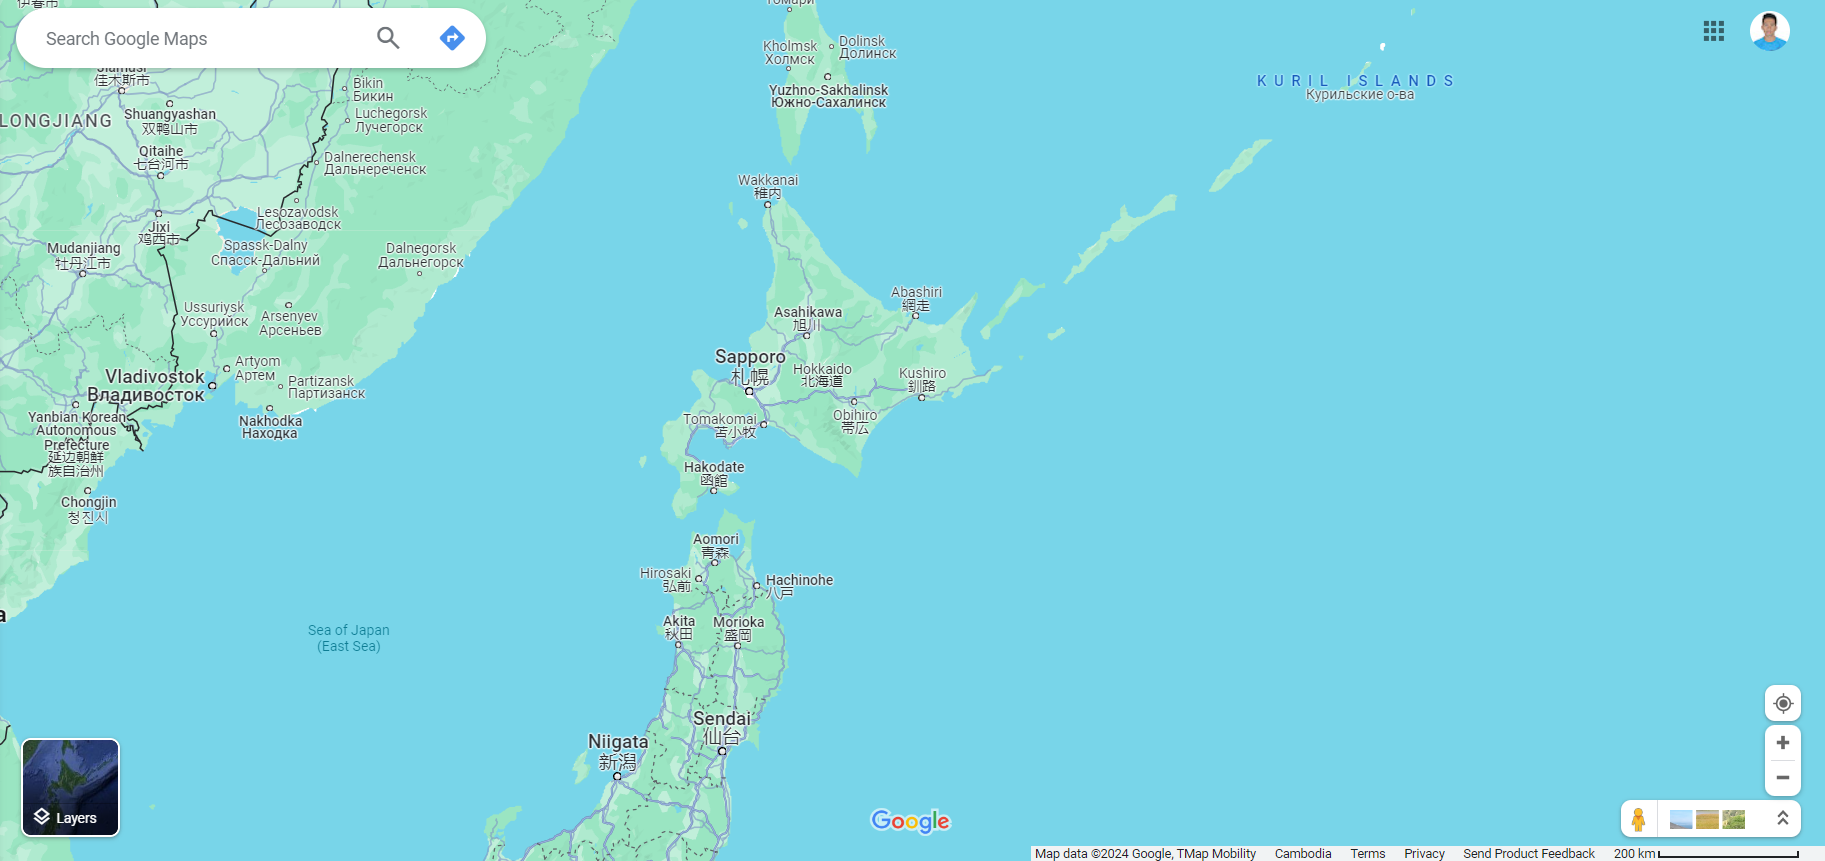 伊春市
Search Google Maps
Jiamusi
佳木斯市
Shuangyashan
双鸭山市
LONGJIANG
Qitaihe
七台河市
Jixi
鸡西市
Mudanjiang
牡丹江市
Bikin
Бикин
Luchegorsk
Лучегорск
Dalnerechensk
Дальнереченск
Lesozavodsk
Лесозаводск
Spassk-Dalny
Спасск-Дальний
Dalnegorsk
Дальнегорск
Ussuriysk
Уссурийск
Arsenyev
Арсеньев
Artyom
Артем
Vladivostok
Владивосток
Partizansk
Партизанск
Nakhodka
Находка
Yanbian Korean
Autonomous
Prefecture
延边朝鲜
族自治州
Chongjin
청진시
a
Томари
Kholmsk
Холмск
Dolinsk
Долинск
Yuzhno-Sakhalinsk
Южно-Сахалинск
KURIL ISLANDS
Курильские о-ва
Wakkanai
稚内
Abashiri
網走
Asahikawa
旭川
Sapporo
札幌
Hokkaido
北海道
Kushiro
釧路
Obihiro
帯広
Tomakomai
苫小牧
Hakodate
函館
Aomori
青森
Hirosaki
弘前
Hachinohe
八戸
Akita
秋田
Morioka
盛岡
Sea of Japan
(East Sea)
Sendai
仙台
Niigata
新潟
Layers
Google
Map data ©2024 Google, TMap Mobility Cambodia Terms Privacy Send Product Feedback 200 km